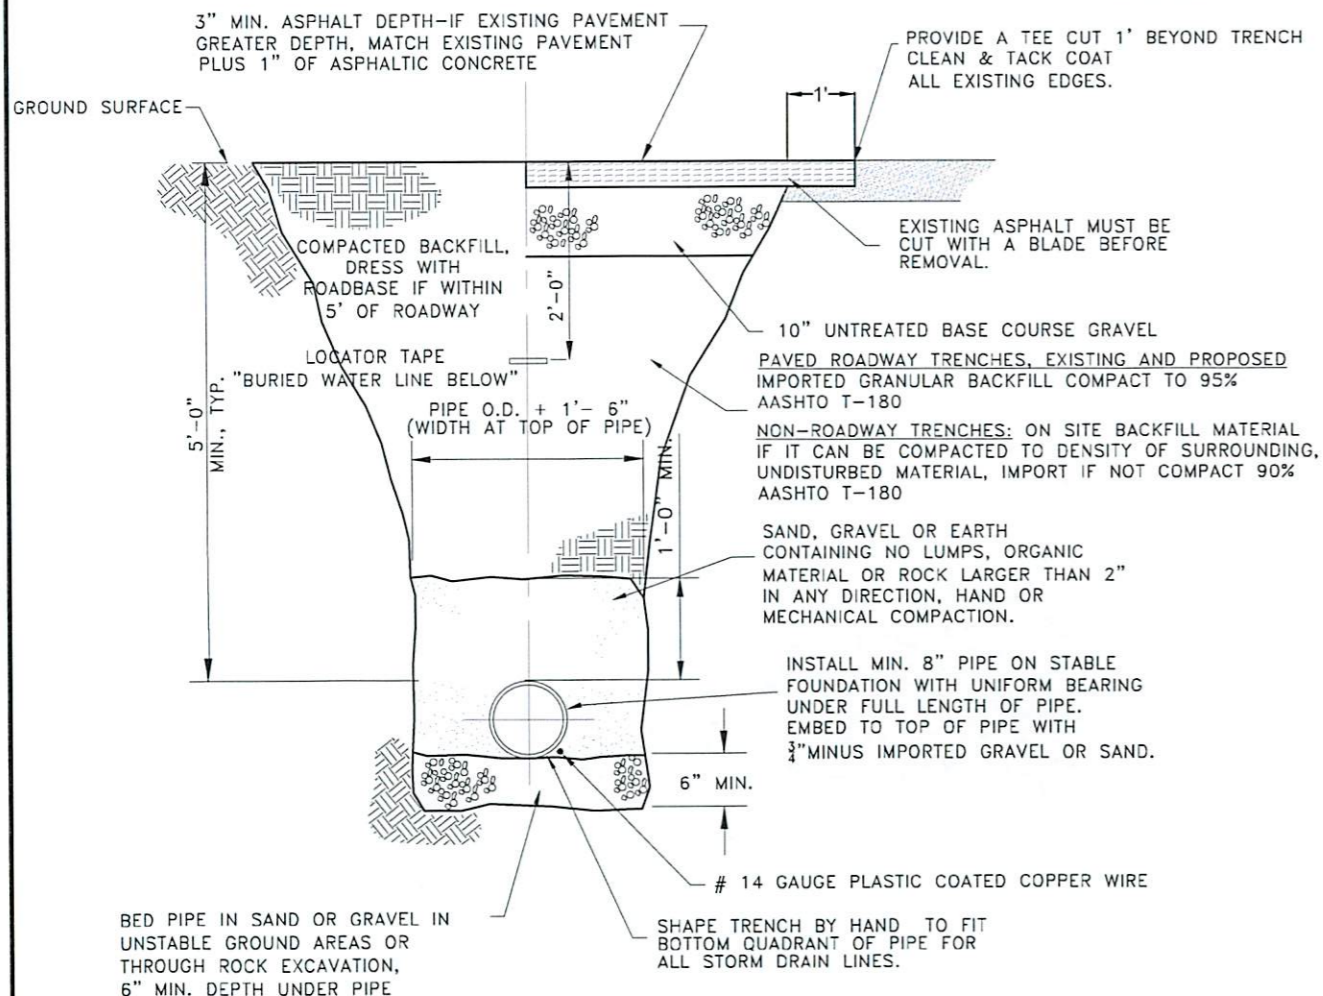 3" MIN. ASPHALT DEPTH-IF EXISTING PAVEMENT
GREATER DEPTH, MATCH EXISTING PAVEMENT
PLUS 1" OF ASPHALTIC CONCRETE
PROVIDE A TEE CUT 1' BEYOND TRENCH
CLEAN & TACK COAT
ALL EXISTING EDGES.
1'
GROUND SURFACE
EXISTING ASPHALT MUST BE
CUT WITH A BLADE BEFORE
REMOVAL.
COMPACTED BACKFILL,
DRESS WITH
ROADBASE IF WITHIN
5' OF ROADWAY
2'-0"
10" UNTREATED BASE COURSE GRAVEL
LOCATOR TAPE
"BURIED WATER LINE BELOW"
PAVED ROADWAY TRENCHES, EXISTING AND PROPOSED
IMPORTED GRANULAR BACKFILL COMPACT TO 95%
AASHTO T-180
5'-0"
MIN., TYP.
PIPE O.D. + 1'- 6"
(WIDTH AT TOP OF PIPE)
NON-ROADWAY TRENCHES: ON SITE BACKFILL MATERIAL
IF IT CAN BE COMPACTED TO DENSITY OF SURROUNDING,
UNDISTURBED MATERIAL, IMPORT IF NOT COMPACT 90%
AASHTO T-180
1'-0" MIN.
SAND, GRAVEL OR EARTH
CONTAINING NO LUMPS, ORGANIC
MATERIAL OR ROCK LARGER THAN 2"
IN ANY DIRECTION, HAND OR
MECHANICAL COMPACTION.
INSTALL MIN. 8" PIPE ON STABLE
FOUNDATION WITH UNIFORM BEARING
UNDER FULL LENGTH OF PIPE.
EMBED TO TOP OF PIPE WITH
3/4"MINUS IMPORTED GRAVEL OR SAND.
6" MIN.
# 14 GAUGE PLASTIC COATED COPPER WIRE
SHAPE TRENCH BY HAND TO FIT
BOTTOM QUADRANT OF PIPE FOR
ALL STORM DRAIN LINES.
BED PIPE IN SAND OR GRAVEL IN
UNSTABLE GROUND AREAS OR
THROUGH ROCK EXCAVATION,
6" MIN. DEPTH UNDER PIPE